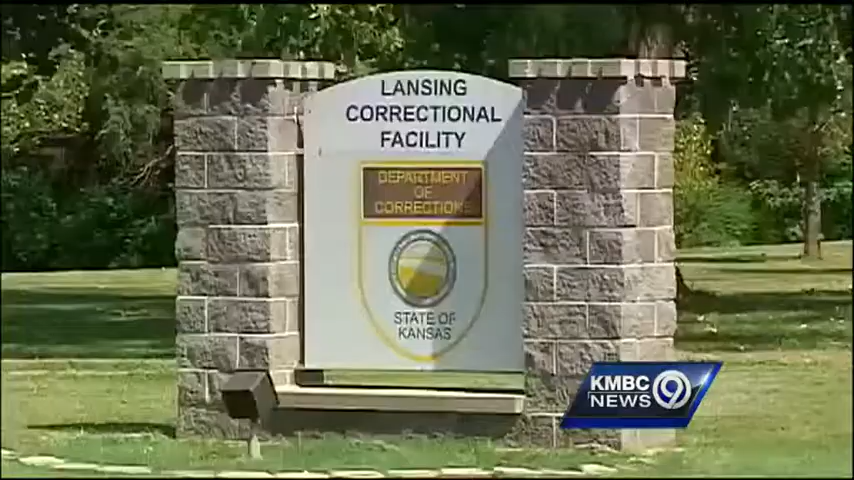 LANSING
CORRECTIONAL
FACILITY
DEPARTMENT
OF
CORRECTIONS
STATE OF
KANSAS
KMBC 9
NEWS